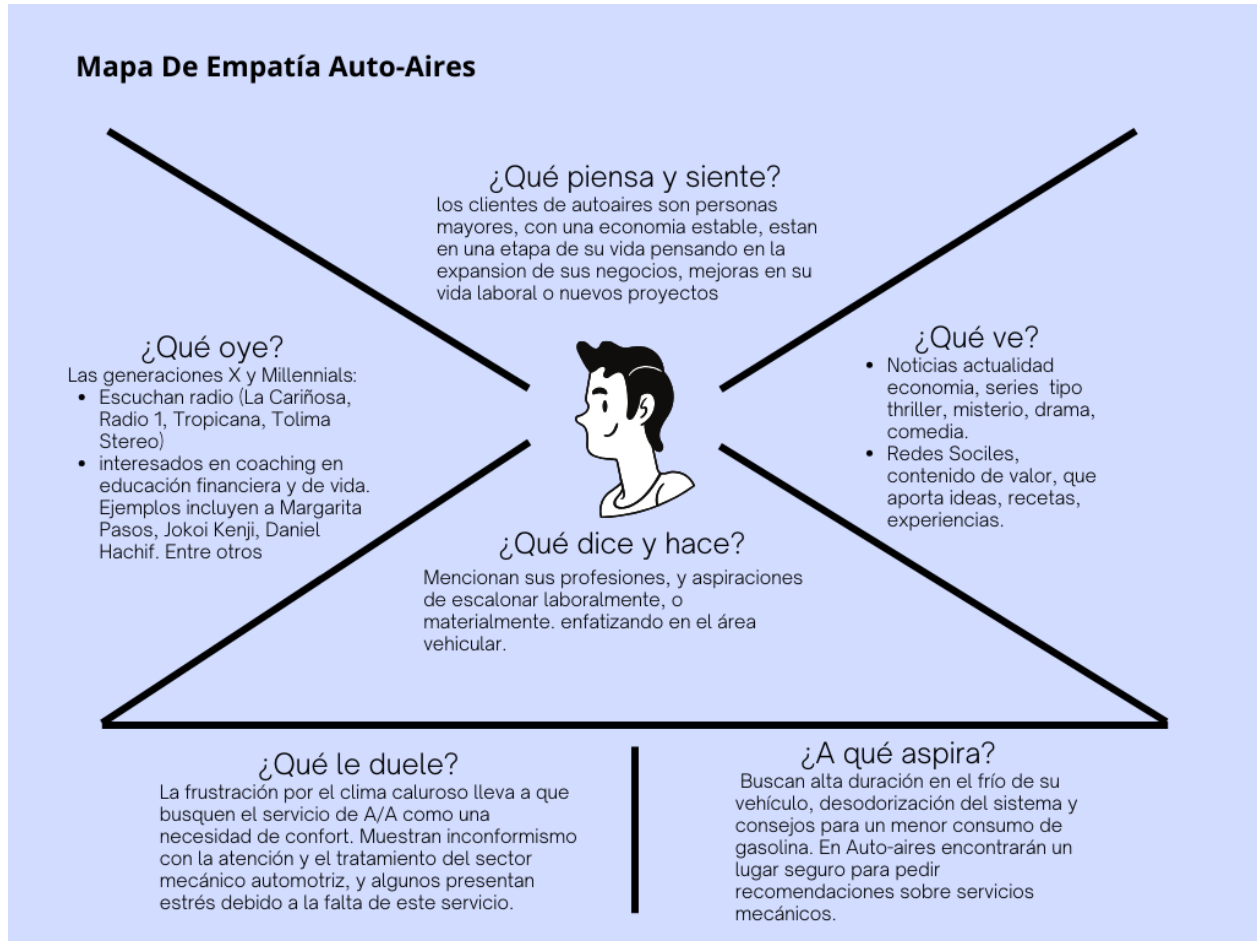 Mapa De Empatía Auto-Aires
¿Qué piensa y siente?
los clientes de autoaires son personas
mayores, con una economia estable, estan
en una etapa de su vida pensando en la
expansion de sus negocios, mejoras en su
vida laboral o nuevos proyectos
¿Qué oye?
Las generaciones X y Millennials:
• Escuchan radio (La Cariñosa,
Radio 1, Tropicana, Tolima
Stereo)
• interesados en coaching en
educación financiera y de vida.
Ejemplos incluyen a Margarita
Pasos, Jokoi Kenji, Daniel
Hachif. Entre otros
¿Qué ve?
• Noticias actualidad
economia, series tipo
thriller, misterio, drama,
comedia.
• Redes Sociles,
contenido de valor, que
aporta ideas, recetas,
experiencias.
¿Qué dice y hace?
Mencionan sus profesiones, y aspiraciones
de escalonar laboralmente, o
materialmente. enfatizando en el área
vehicular.
¿Qué le duele?
La frustración por el clima caluroso lleva a que
busquen el servicio de A/A como una
necesidad de confort. Muestran inconformismo
con la atención y el tratamiento del sector
mecánico automotriz, y algunos presentan
estrés debido a la falta de este servicio.
¿A qué aspira?
Buscan alta duración en el frío de su
vehículo, desodorización del sistema y
consejos para un menor consumo de
gasolina. En Auto-aires encontrarán un
lugar seguro para pedir
recomendaciones sobre servicios
mecánicos.